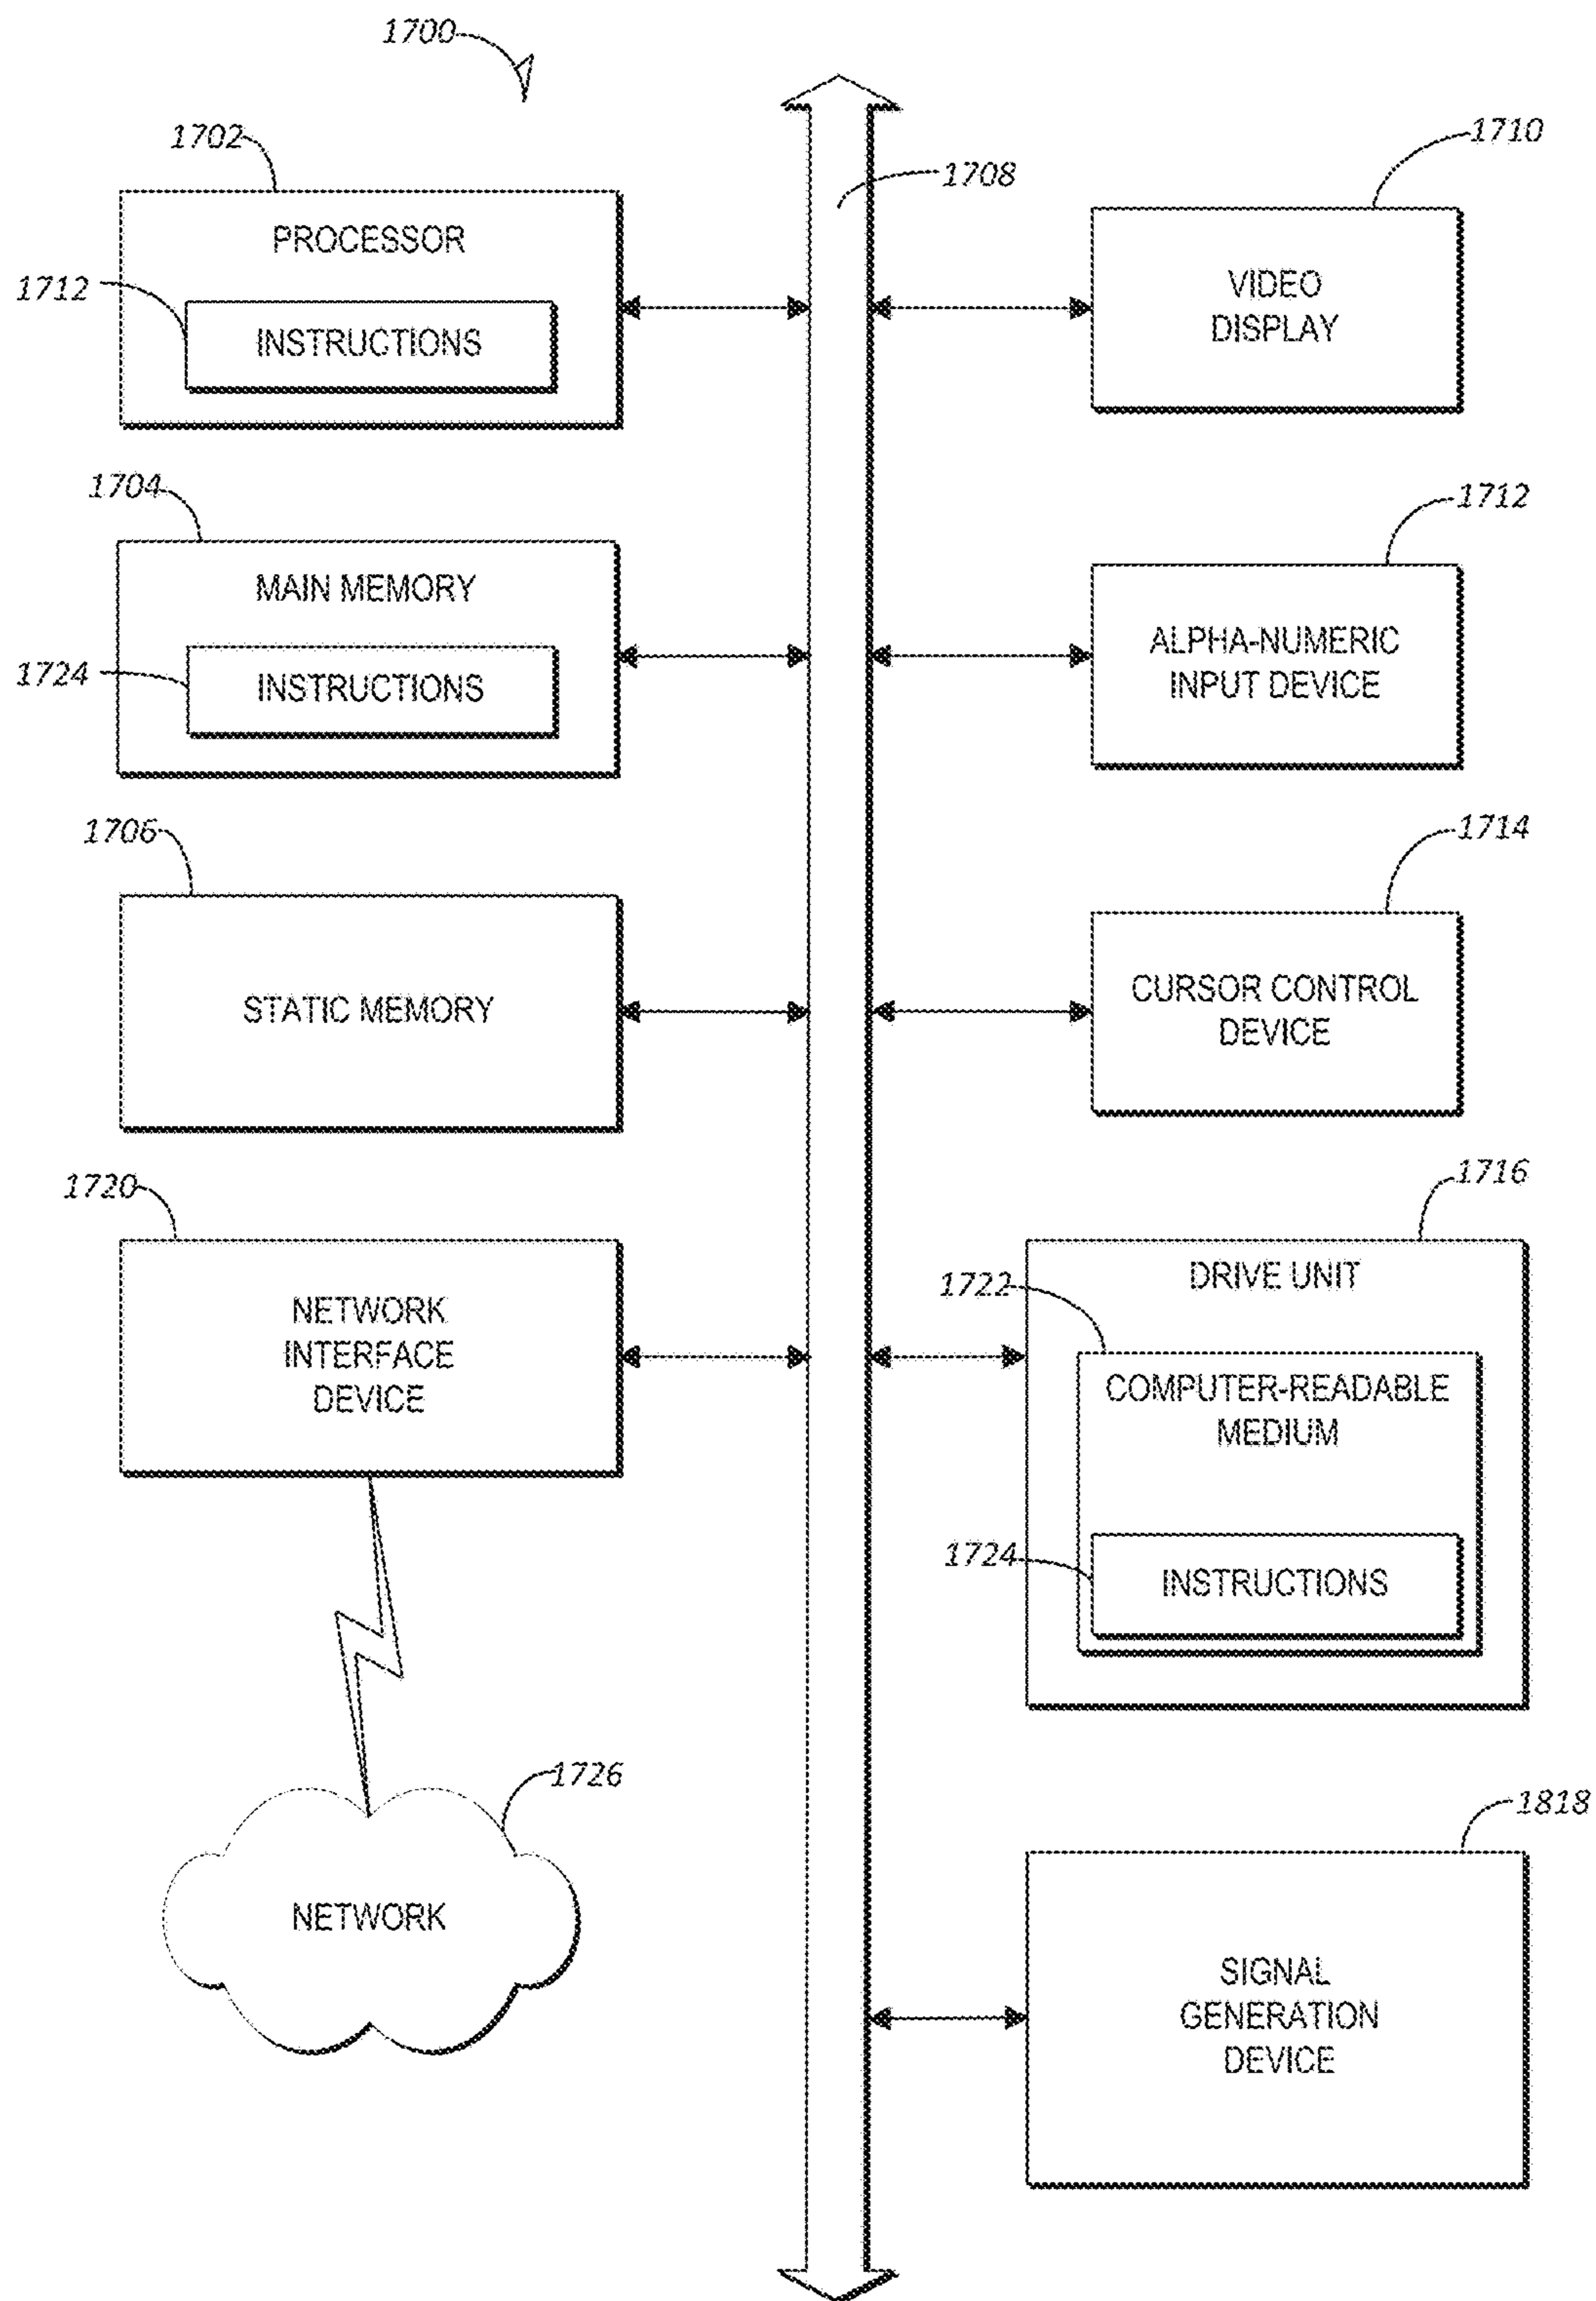 1700
1702
1708
1710
PROCESSOR
1712
INSTRUCTIONS
VIDEO
DISPLAY
1704
1712
MAIN MEMORY
1724
INSTRUCTIONS
ALPHA-NUMERIC
INPUT DEVICE
1706
1714
STATIC MEMORY
CURSOR CONTROL
DEVICE
1720
1716
NETWORK
INTERFACE
DEVICE
DRIVE UNIT
1722
COMPUTER-READABLE
MEDIUM
1724
INSTRUCTIONS
1726
NETWORK
1818
SIGNAL
GENERATION
DEVICE